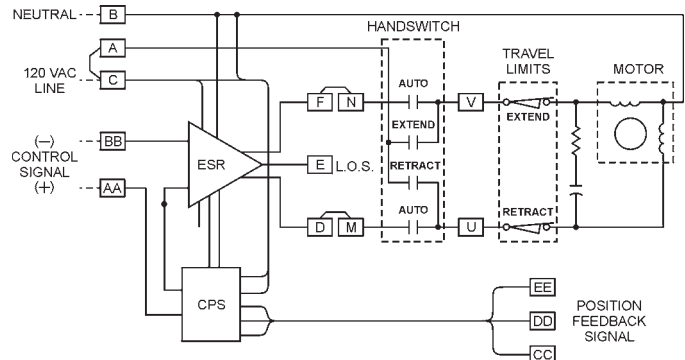 NEUTRAL
B
HANDSWITCH
A
TRAVEL
LIMITS
MOTOR
120 VAC
LINE
C
AUTO
F
N
V
EXTEND
EXTEND
(–)
CONTROL
SIGNAL
(+)
BB
ESR
E
L.O.S.
RETRACT
AA
AUTO
RETRACT
D
M
U
CPS
EE
DD
CC
POSITION
FEEDBACK
SIGNAL